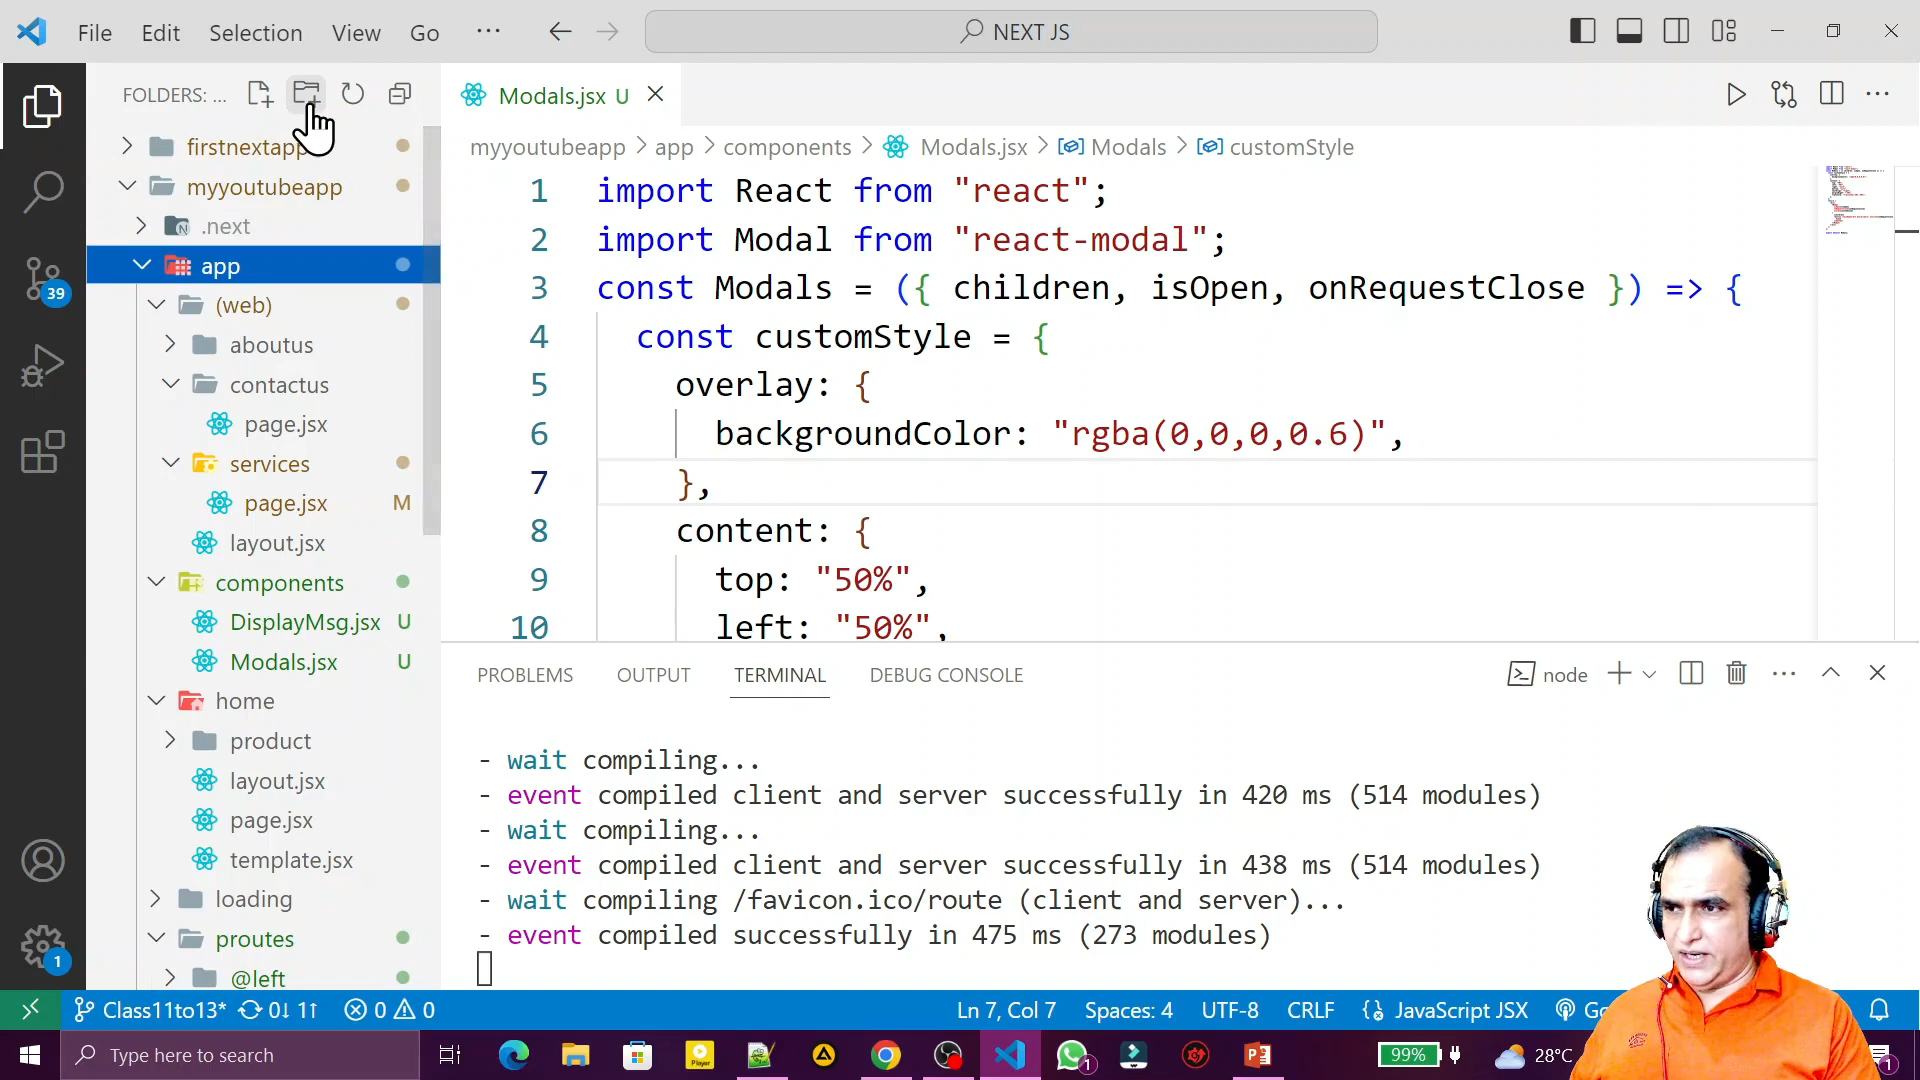 File Edit Selection View Go ··· NEXT JS
FOLDERS: ...
Modals.jsx U
firstnextapp
myyoutubeapp
.next
app
(web)
aboutus
contactus
page.jsx
services
page.jsx M
layout.jsx
components
DisplayMsg.jsx U
Modals.jsx U
home
product
layout.jsx
page.jsx
template.jsx
loading
proutes
@left
39
1
myyoutubeapp > app > components > Modals.jsx > Modals > customStyle
1 import React from "react";
2 import Modal from "react-modal";
3 const Modals = ({ children, isOpen, onRequestClose }) => {
4 const customStyle = {
5 overlay: {
6 backgroundColor: "rgba(0,0,0,0.6)",
7 },
8 content: {
9 top: "50%",
10 left: "50%",
PROBLEMS OUTPUT TERMINAL DEBUG CONSOLE node
- wait compiling...
- event compiled client and server successfully in 420 ms (514 modules)
- wait compiling...
- event compiled client and server successfully in 438 ms (514 modules)
- wait compiling /favicon.ico/route (client and server)...
- event compiled successfully in 475 ms (273 modules)
Class11to13* 0↓ 1↑ 0 0 Ln 7, Col 7 Spaces: 4 UTF-8 CRLF JavaScript JSX
Type here to search 1 99% 28°C 1